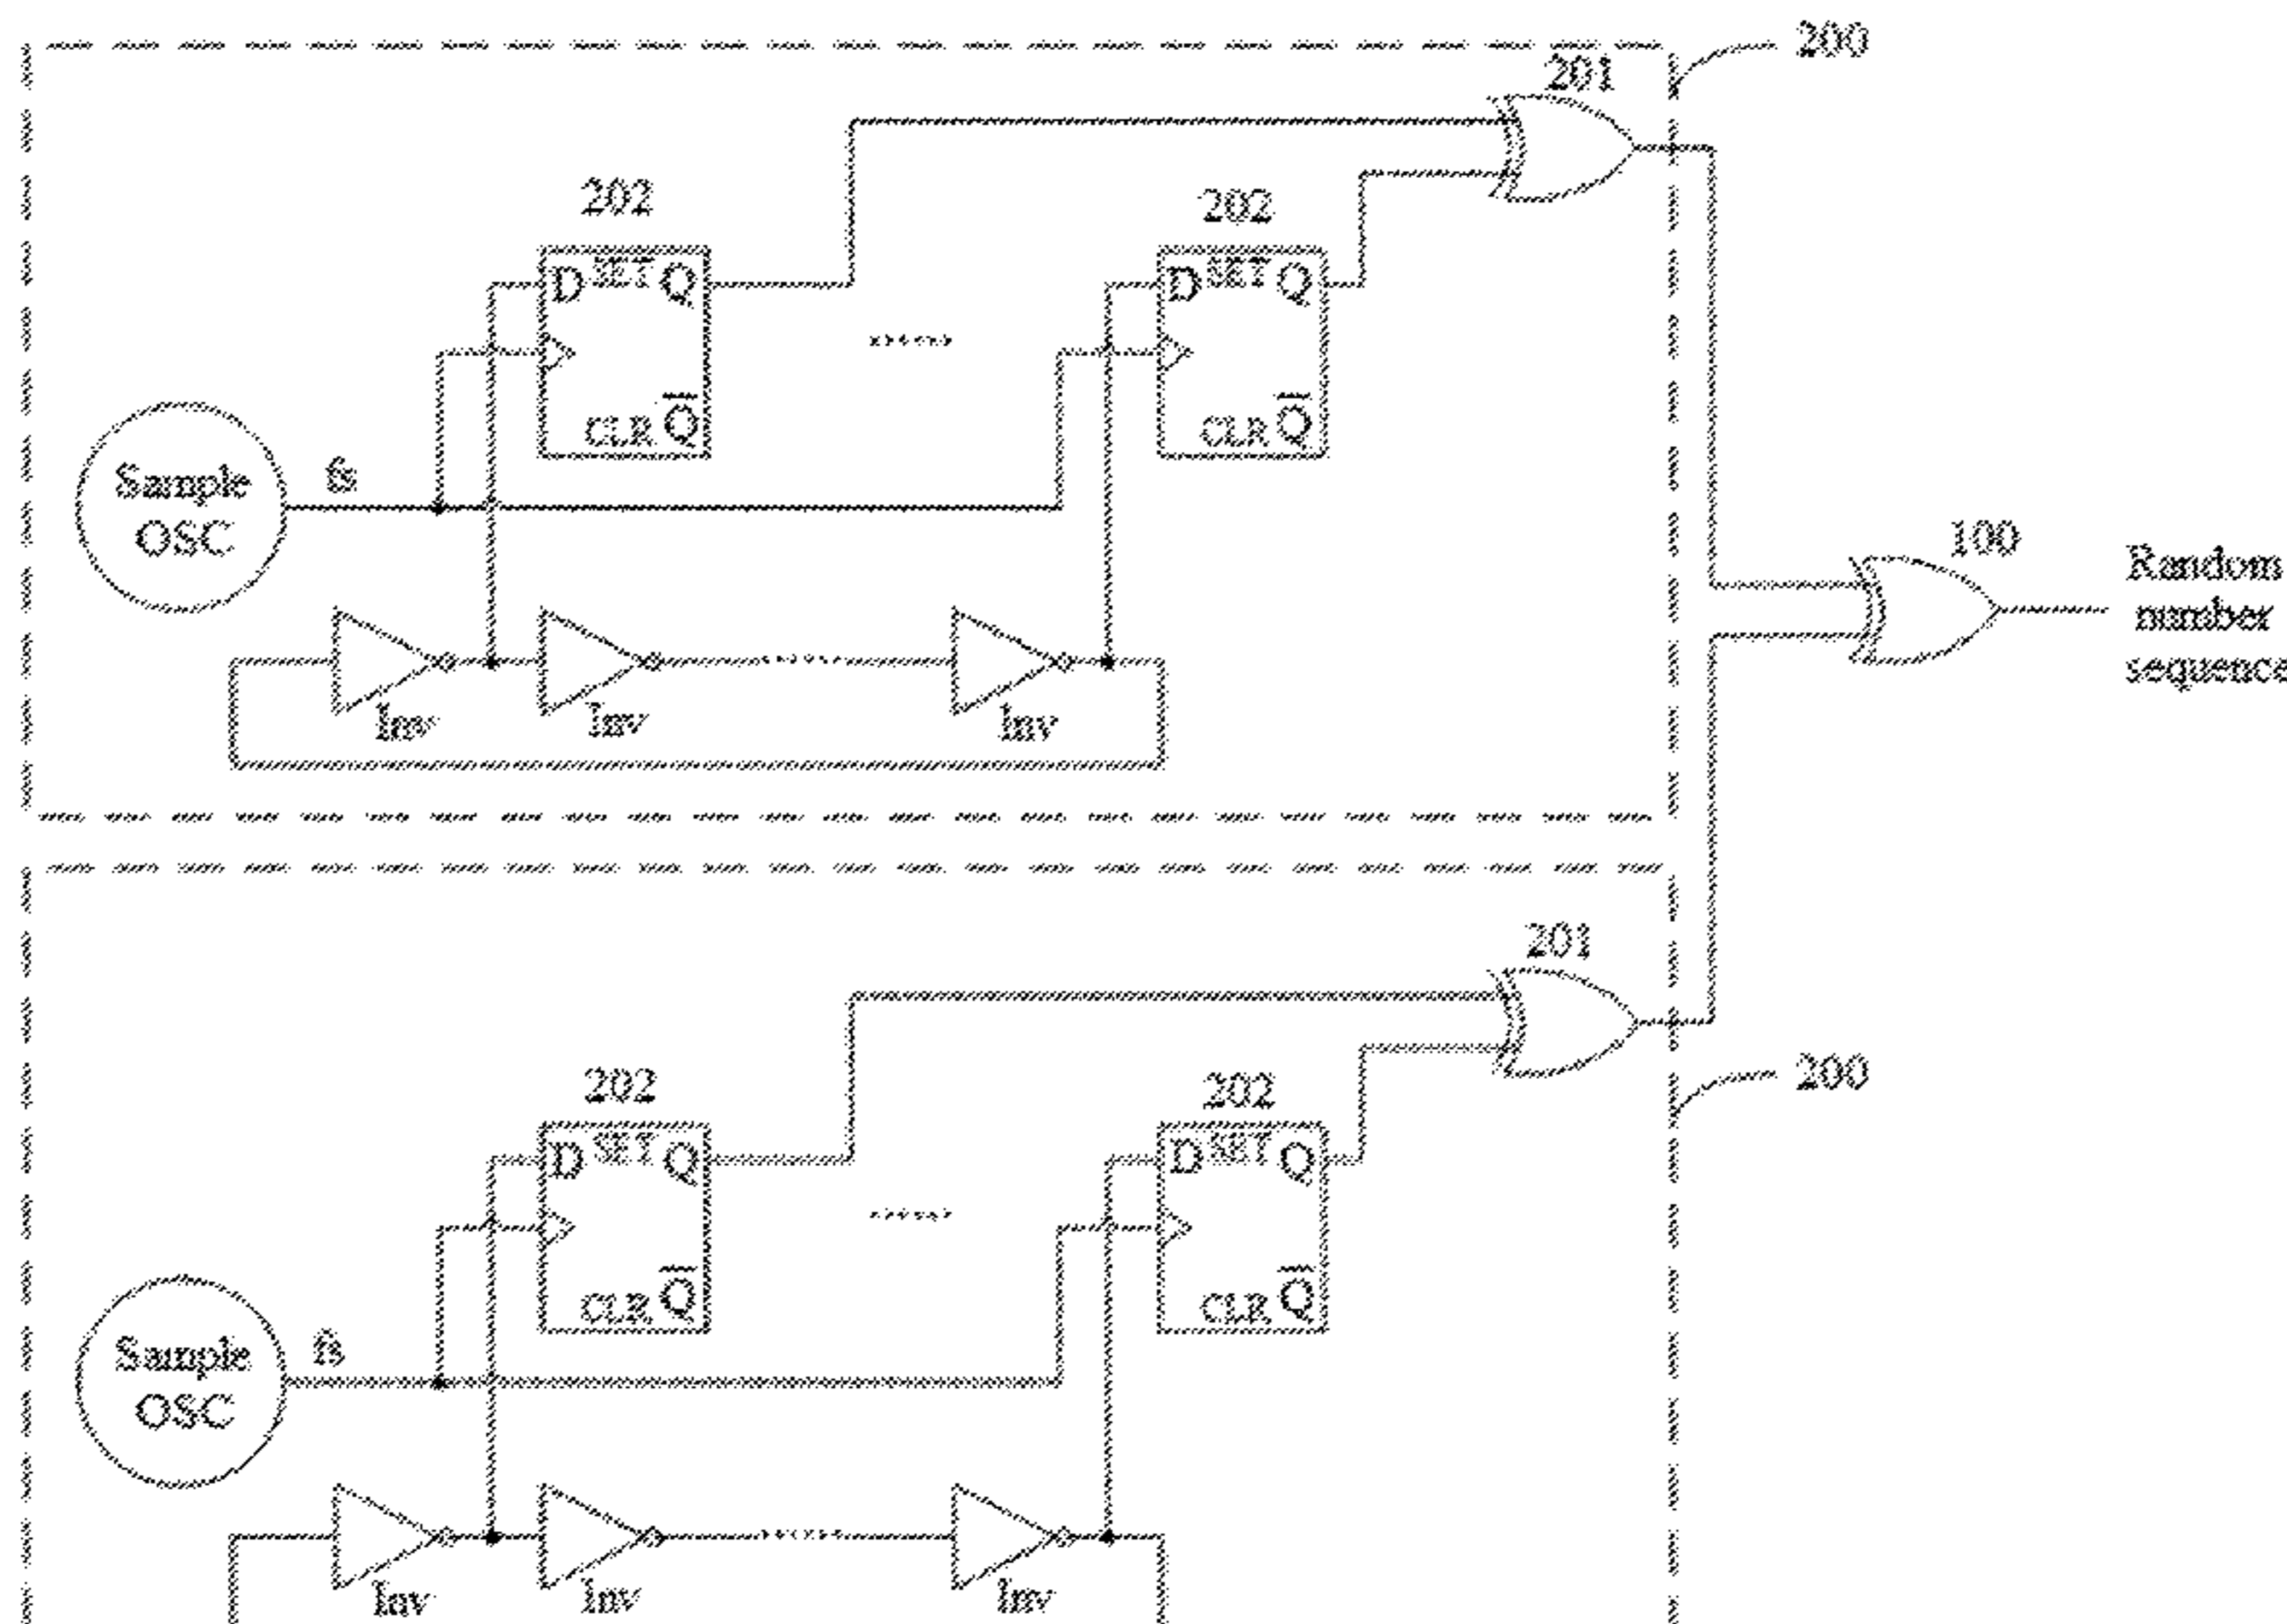 200
201
202
202
D SET Q
D SET Q
CLR Q
CLR Q
Sample
OSC
fs
100
Random
number
sequence
Inv
Inv
Inv
201
200
202
202
D SET Q
D SET Q
CLR Q
CLR Q
Sample
OSC
fs
Inv
Inv
Inv